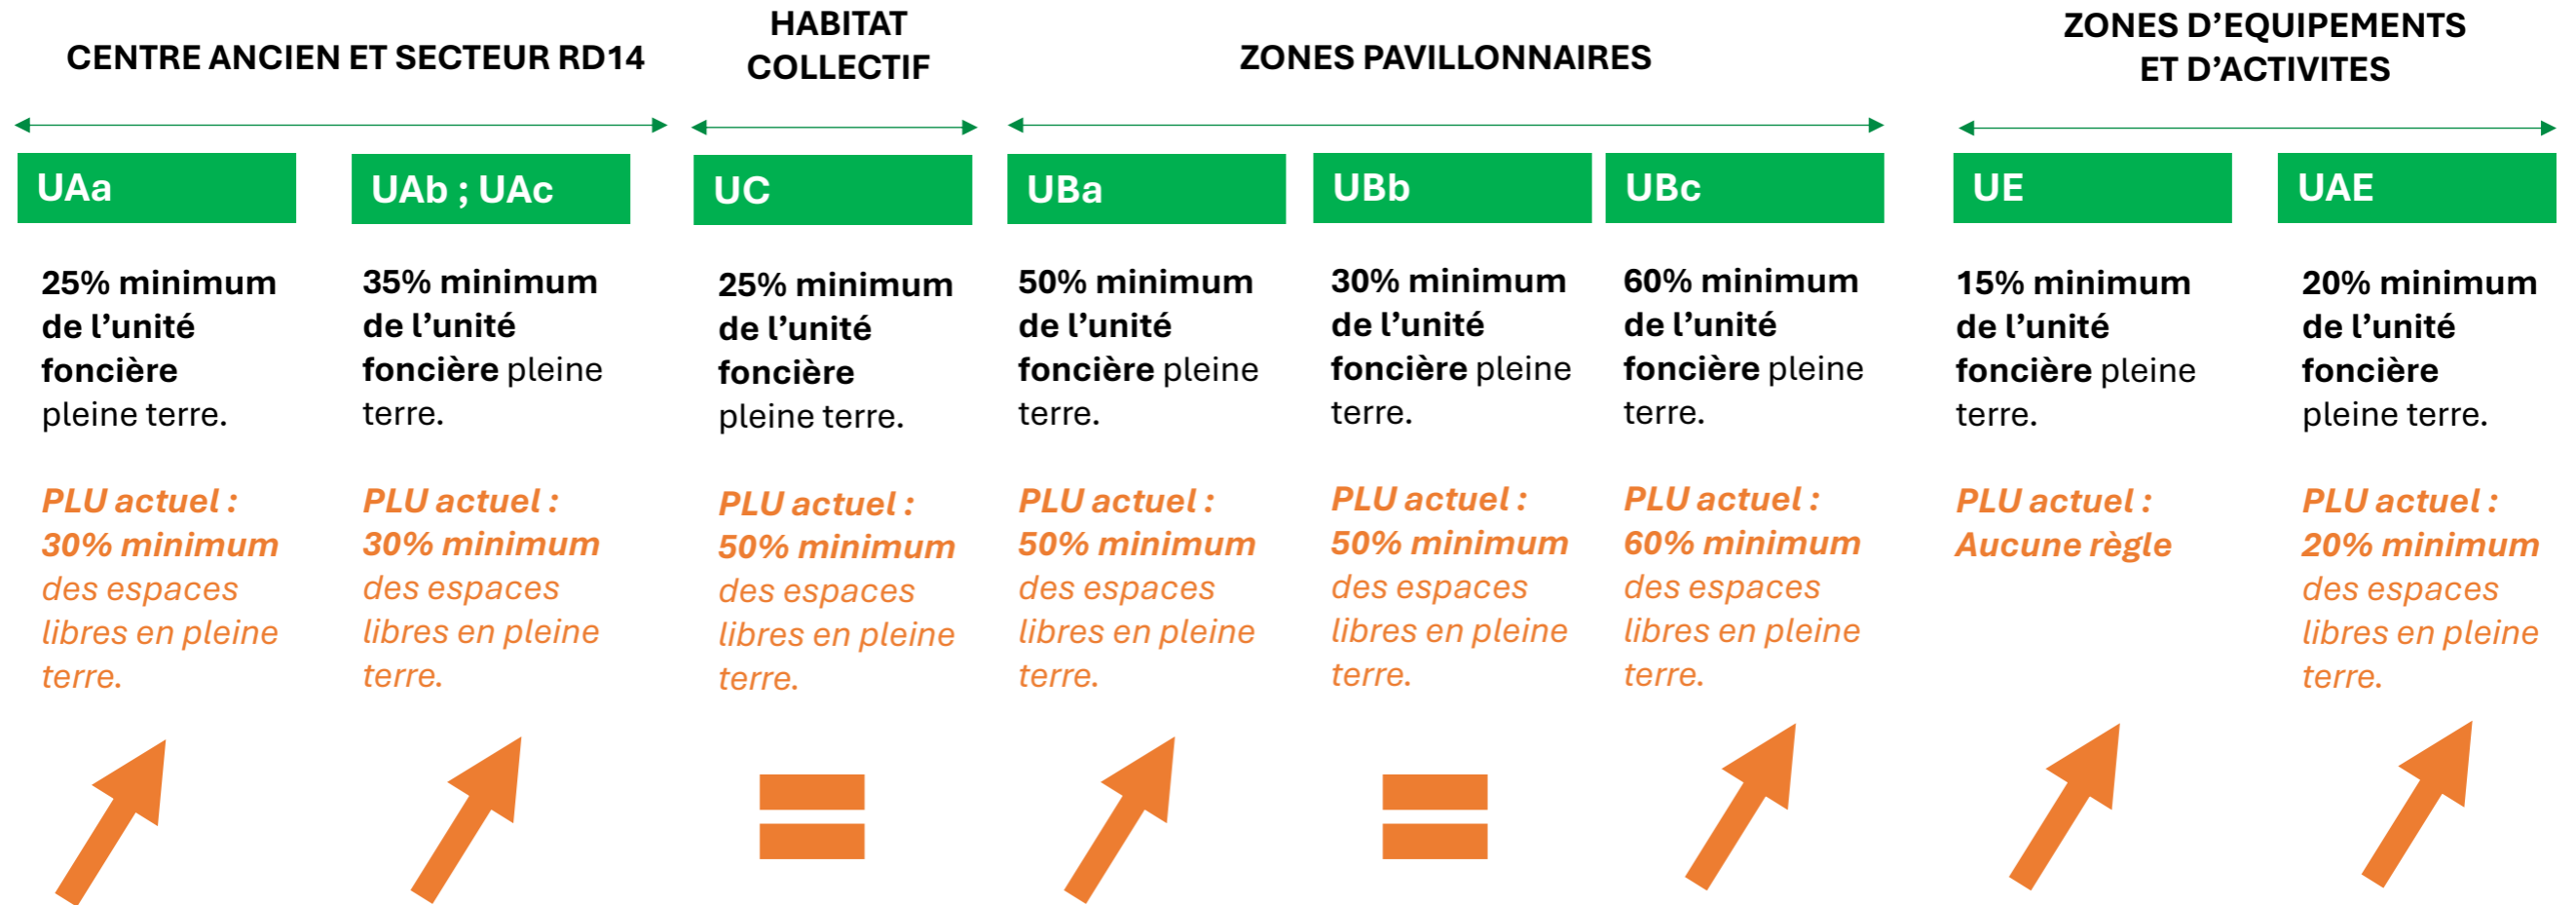 CENTRE ANCIEN ET SECTEUR RD14
HABITAT
COLLECTIF
ZONES PAVILLONNAIRES
ZONES D’EQUIPEMENTS
ET D’ACTIVITES
UAa
25% minimum
de l’unité
foncière
pleine terre.
PLU actuel :
30% minimum
des espaces
libres en pleine
terre.
UAb ; UAc
35% minimum
de l’unité
foncière pleine
terre.
PLU actuel :
30% minimum
des espaces
libres en pleine
terre.
UC
25% minimum
de l’unité
foncière
pleine terre.
PLU actuel :
50% minimum
des espaces
libres en pleine
terre.
UBa
50% minimum
de l’unité
foncière pleine
terre.
PLU actuel :
50% minimum
des espaces
libres en pleine
terre.
UBb
30% minimum
de l’unité
foncière pleine
terre.
PLU actuel :
50% minimum
des espaces
libres en pleine
terre.
UBc
60% minimum
de l’unité
foncière pleine
terre.
PLU actuel :
60% minimum
des espaces
libres en pleine
terre.
UE
15% minimum
de l’unité
foncière pleine
terre.
PLU actuel :
Aucune règle
UAE
20% minimum
de l’unité
foncière
pleine terre.
PLU actuel :
20% minimum
des espaces
libres en pleine
terre.